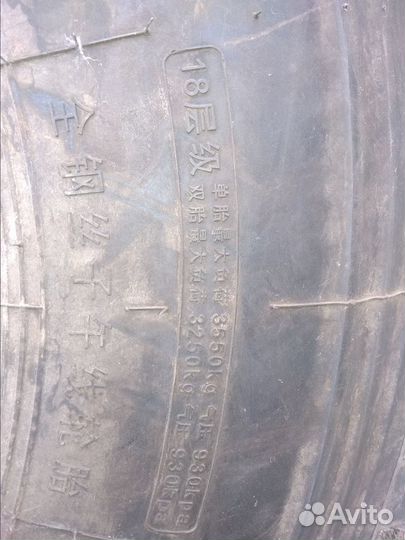 18层级
单胎最大负荷 3550kg 气压 930kpa
双胎最大负荷 3250kg 气压 930kpa
全钢丝子午线轮胎
Avito